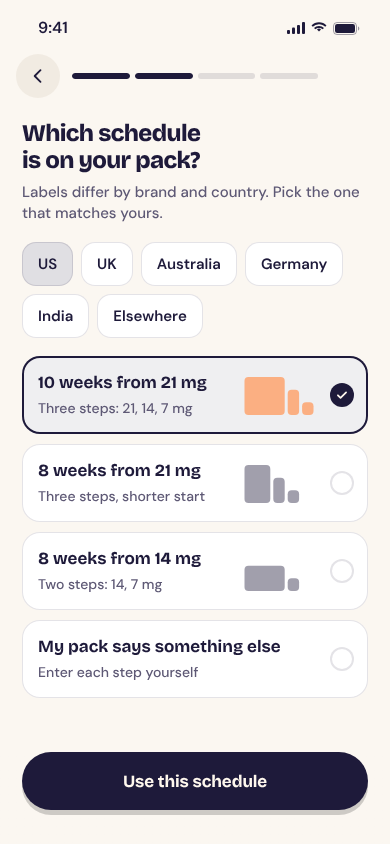 9:41
Which schedule
is on your pack?
Labels differ by brand and country. Pick the one
that matches yours.
US
UK
Australia
Germany
India
Elsewhere
10 weeks from 21 mg
Three steps: 21, 14, 7 mg
8 weeks from 21 mg
Three steps, shorter start
8 weeks from 14 mg
Two steps: 14, 7 mg
My pack says something else
Enter each step yourself
Use this schedule